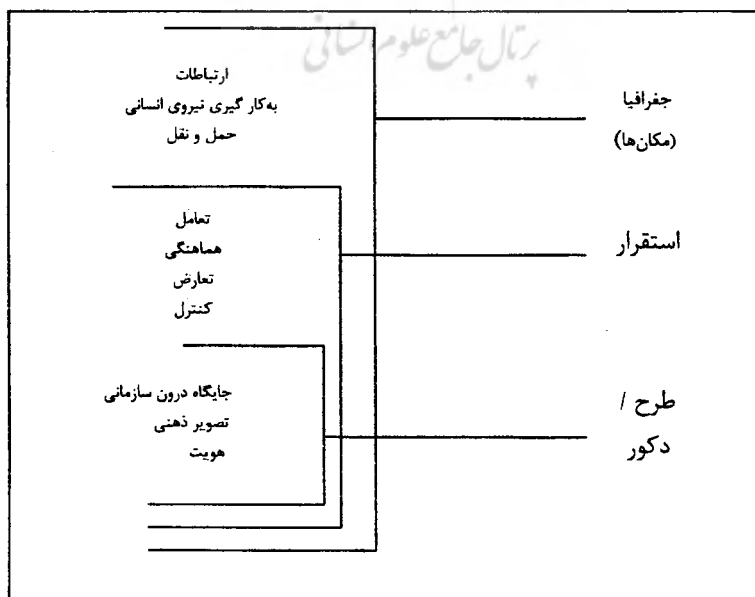 پرتال جامع علوم انسانی
جغرافیا
(مکان‌ها)
ارتباطات
به‌کار گیری نیروی انسانی
حمل و نقل
استقرار
تعامل
هماهنگی
تعارض
کنترل
طرح /
دکور
جایگاه درون سازمانی
تصویر ذهنی
هویت